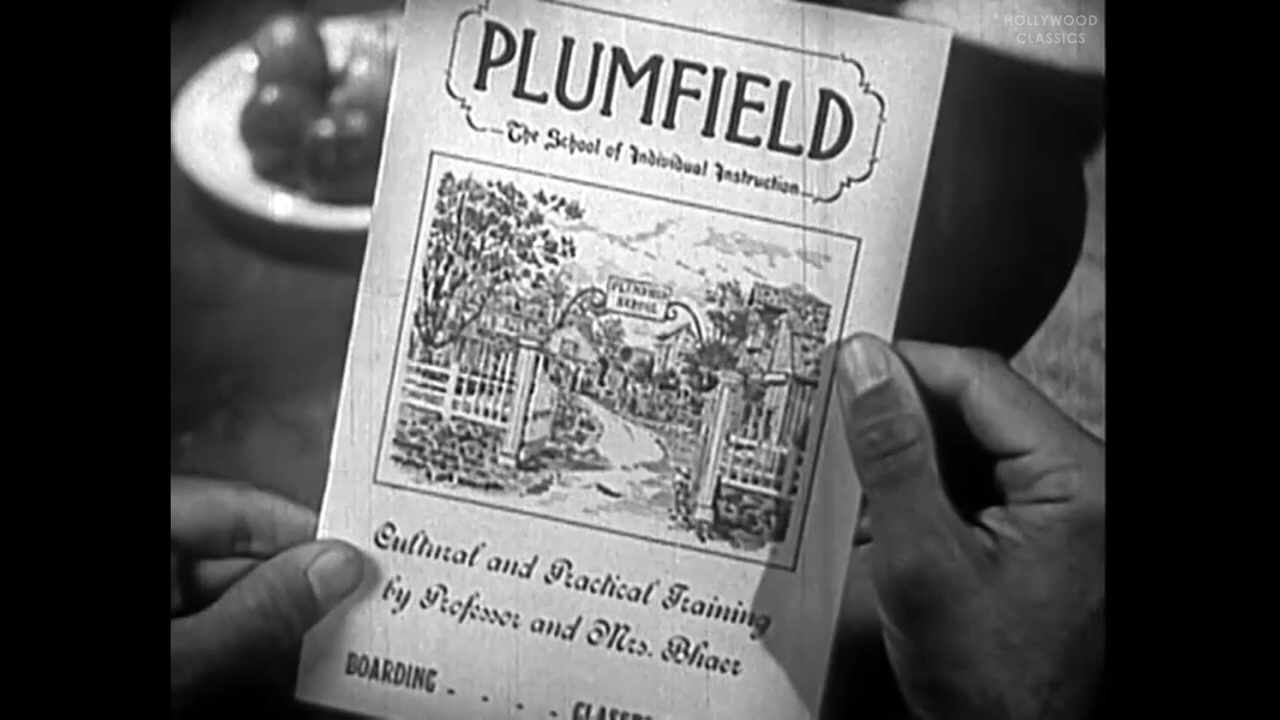 HOLLYWOOD
CLASSICS
PLUMFIELD
The School of Individual Instruction
PLUMFIELD
SCHOOL
Cultural and Practical Training
by Professor and Mrs. Bhaer
BOARDING - - - - CLASSES